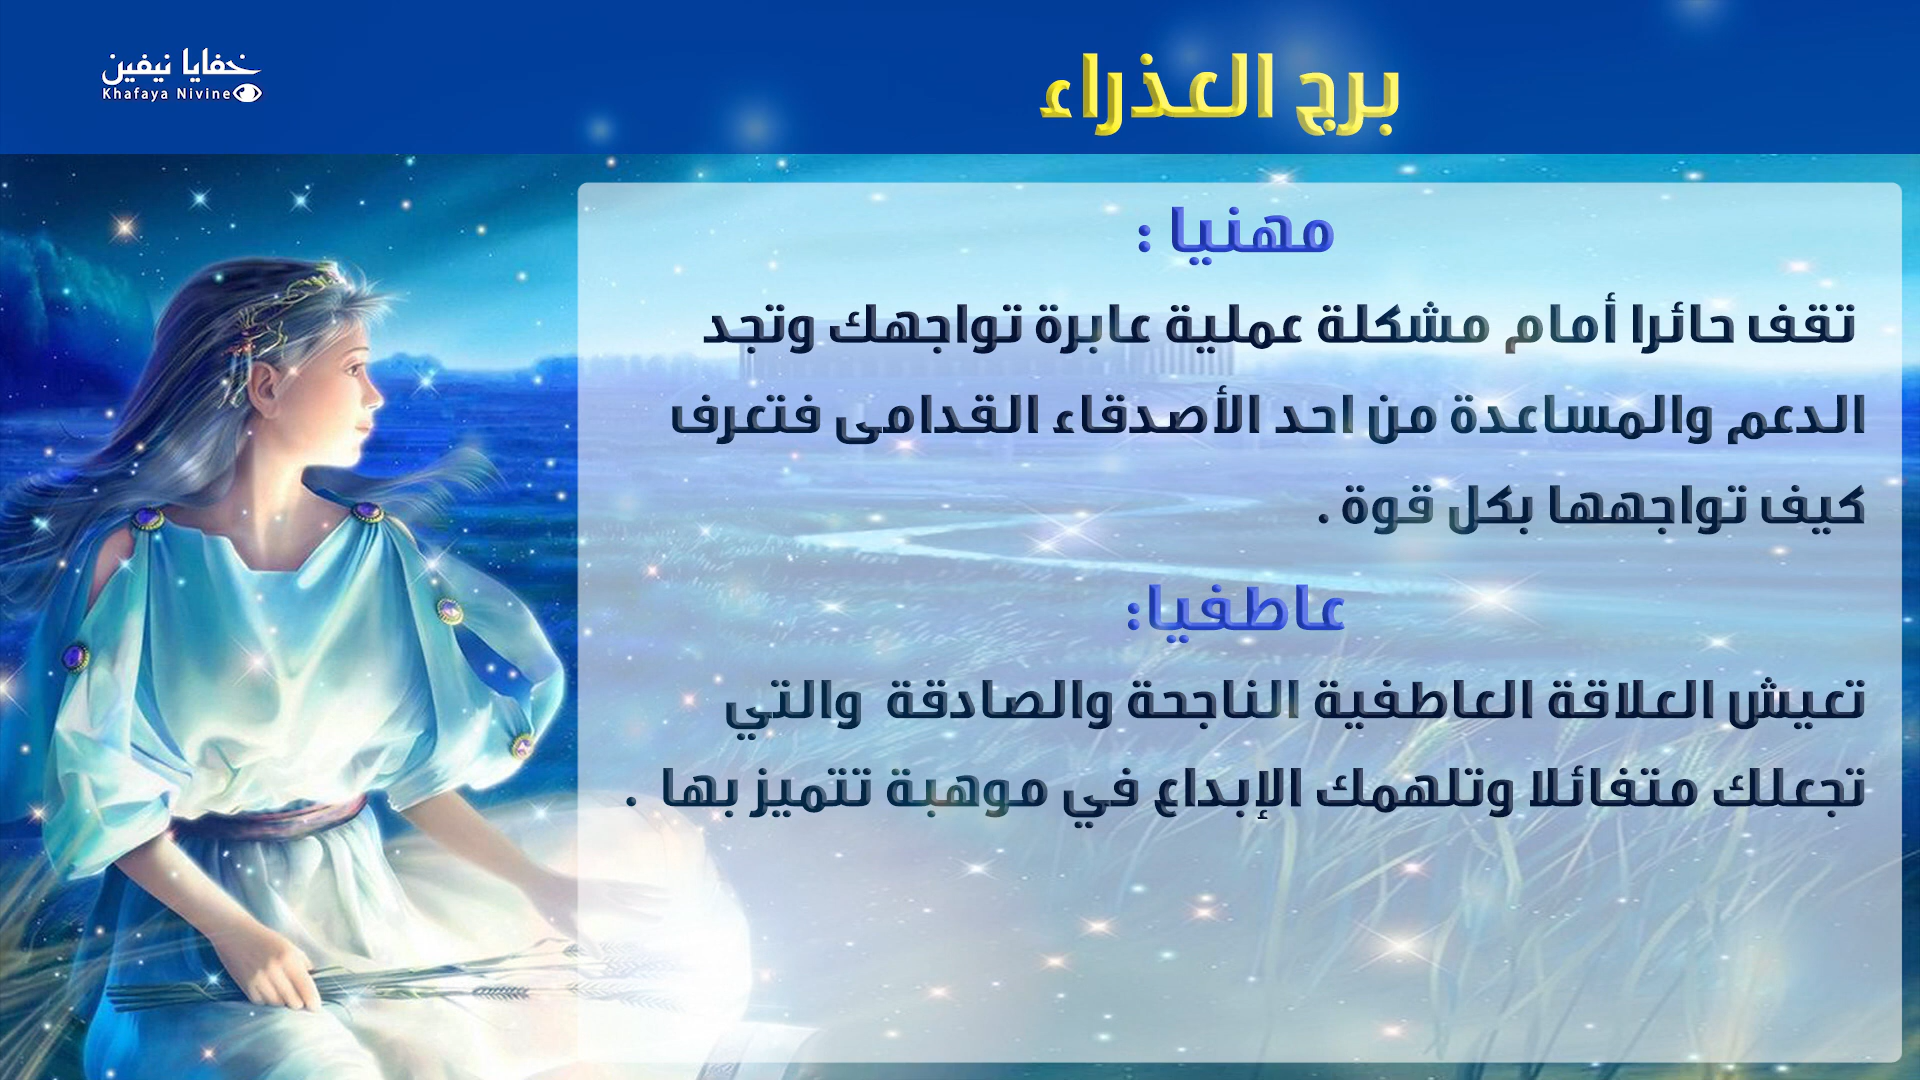 خفايا نيفين
Khafaya Nivine
برج العذراء
مهنيا :
تقف حائرا أمام مشكلة عملية عابرة تواجهك وتجد
الدعم والمساعدة من احد الأصدقاء القدامى فتعرف
كيف تواجهها بكل قوة .
عاطفيا:
تعيش العلاقة العاطفية الناجحة والصادقة والتي
تجعلك متفائلا وتلهمك الإبداع في موهبة تتميز بها .